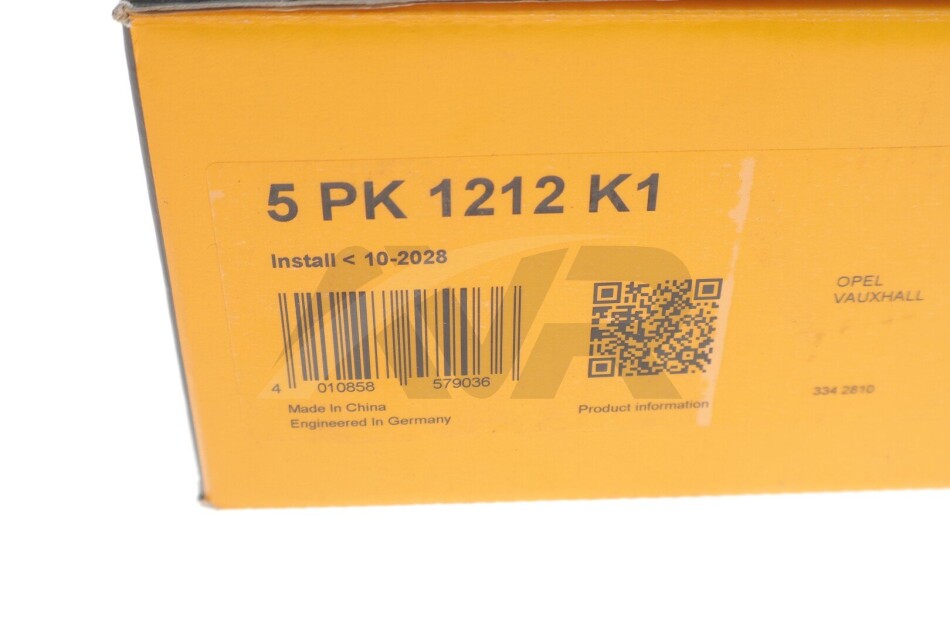 5 PK 1212 K1
Install < 10-2028
4 010858 579036
Made In China
Engineered In Germany
Product information
OPEL
VAUXHALL
334 2810